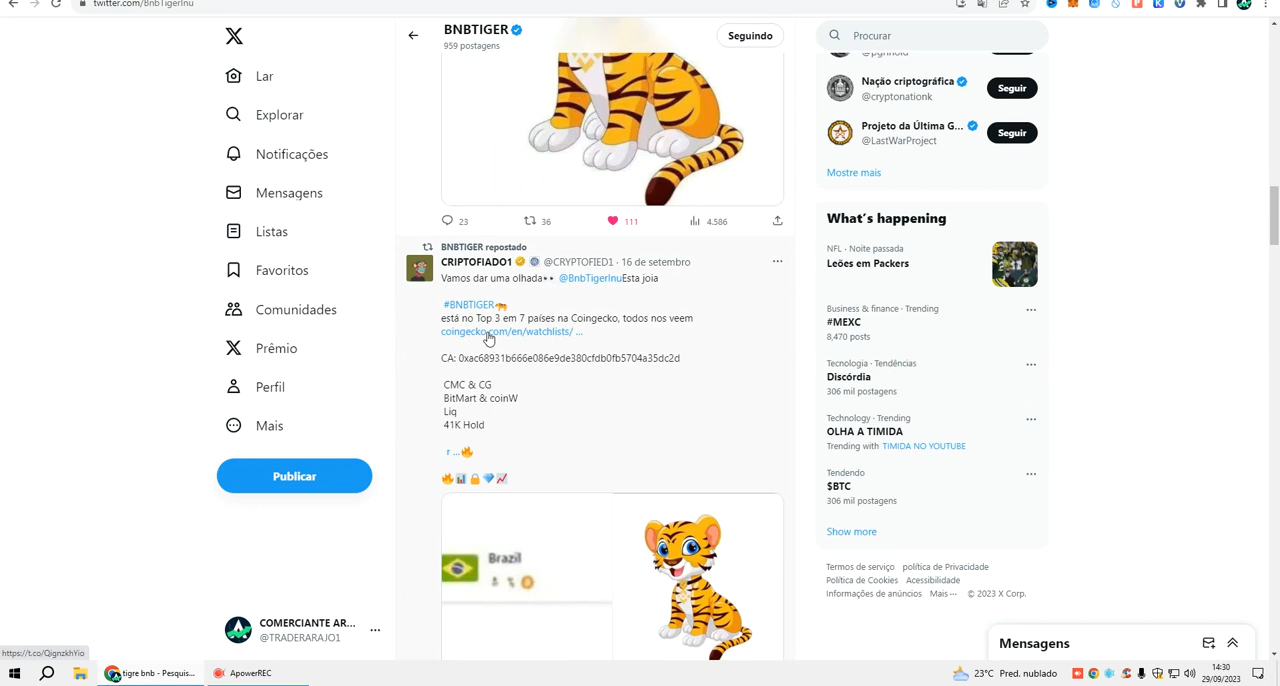 twitter.com/BnbTigerInu
BNBTIGER
959 postagens
Seguindo
Procurar
Lar
Explorar
Notificações
Mensagens
Listas
Favoritos
Comunidades
Prêmio
Perfil
Mais
Publicar
COMERCIANTE AR...
@TRADERARAJO1
23
36
111
4.586
BNBTIGER repostado
CRIPTOFIADO1 @CRYPTOFIED1 · 16 de setembro
Vamos dar uma olhada👀 @BnbTigerInuEsta joia
#BNBTIGER🐅
está no Top 3 em 7 países na Coingecko, todos nos veem
coingecko.com/en/watchlists/ ...
CA: 0xac68931b666e086e9de380cfdb0fb5704a35dc2d
CMC & CG
BitMart & coinW
Liq
41K Hold
r ...🔥
🔥📊🔒💎📈
Brazil
Nação criptográfica
@cryptonationk
Seguir
Projeto da Última G...
@LastWarProject
Seguir
Mostre mais
What's happening
NFL · Noite passada
Leões em Packers
Business & finance · Trending
#MEXC
8,470 posts
Tecnologia · Tendências
Discórdia
306 mil postagens
Technology · Trending
OLHA A TIMIDA
Trending with TIMIDA NO YOUTUBE
Tendendo
$BTC
306 mil postagens
Show more
Termos de serviço política de Privacidade
Política de Cookies Acessibilidade
Informações de anúncios Mais ··· © 2023 X Corp.
Mensagens
https://t.co/QignzkhYio
tigre bnb - Pesquis...
ApowerREC
23°C Pred. nublado
14:30
29/09/2023